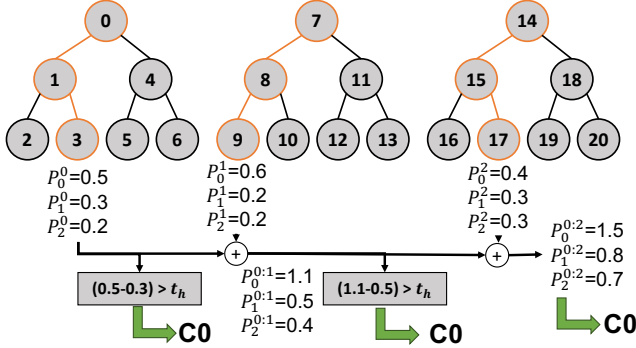 0 7 14
1 4 8 11 15 18
2 3 5 6 9 10 12 13 16 17 19 20
P_0^0=0.5
P_1^0=0.3
P_2^0=0.2
P_0^1=0.6
P_1^1=0.2
P_2^1=0.2
P_0^2=0.4
P_1^2=0.3
P_2^2=0.3
+
+
(0.5-0.3) > t_h
C0
P_0^{0:1}=1.1
P_1^{0:1}=0.5
P_2^{0:1}=0.4
(1.1-0.5) > t_h
C0
P_0^{0:2}=1.5
P_1^{0:2}=0.8
P_2^{0:2}=0.7
C0